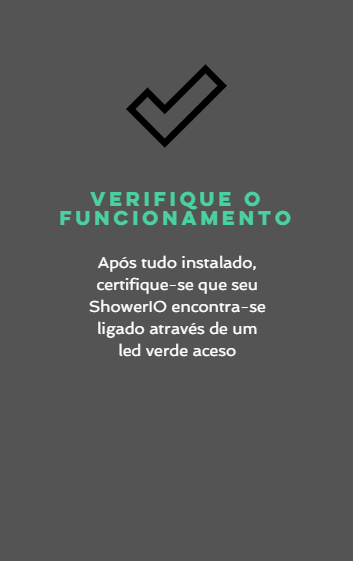 VERIFIQUE O
FUNCIONAMENTO
Após tudo instalado,
certifique-se que seu
ShowerIO encontra-se
ligado através de um
led verde aceso